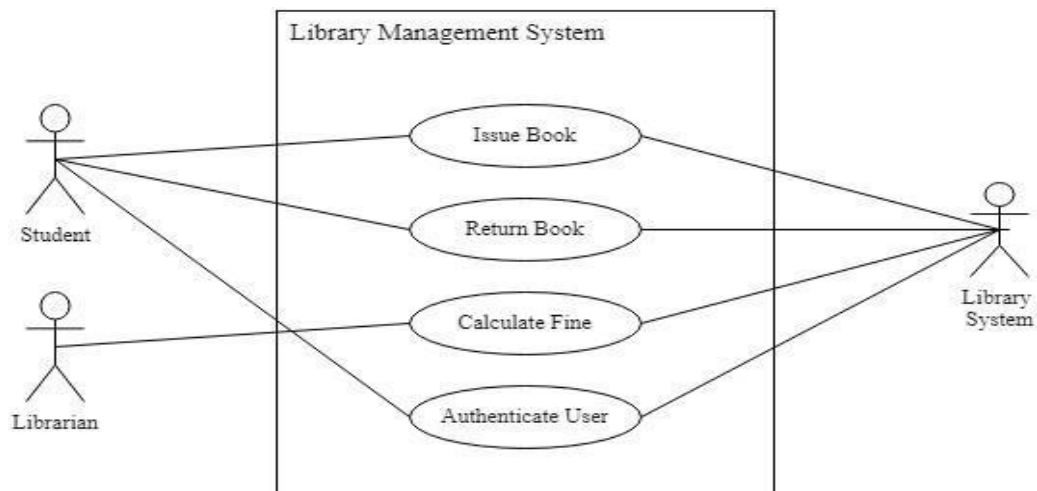 Library Management System
Issue Book
Student
Return Book
Library
System
Calculate Fine
Librarian
Authenticate User